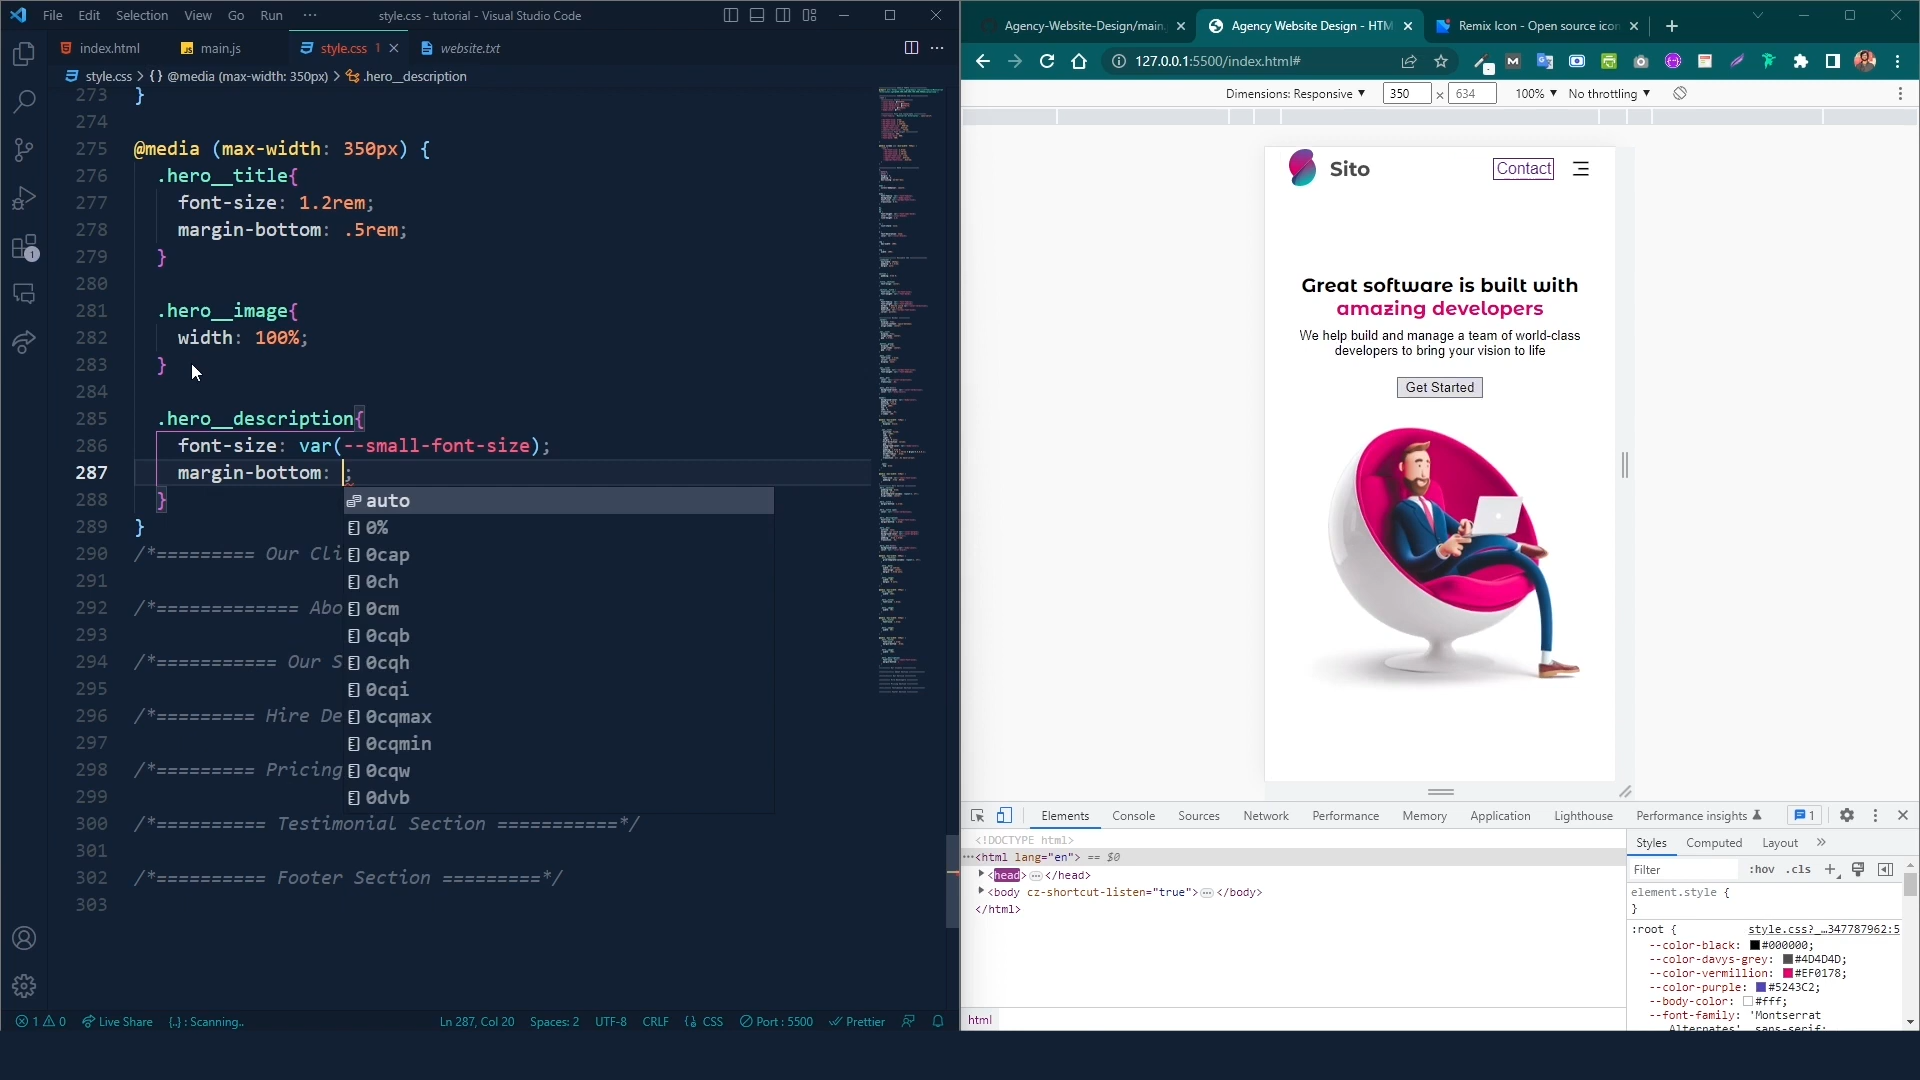 File Edit Selection View Go Run ···
style.css - tutorial - Visual Studio Code
index.html
main.js
style.css 1
website.txt
style.css > {} @media (max-width: 350px) > .hero__description
273 }
274
275 @media (max-width: 350px) {
276 .hero__title{
277 font-size: 1.2rem;
278 margin-bottom: .5rem;
279 }
280
281 .hero__image{
282 width: 100%;
283 }
284
285 .hero__description{
286 font-size: var(--small-font-size);
287 margin-bottom: ;
288 }
289 }
290 /*========= Our Cli
291
292 /*============= Abo
293
294 /*=========== Our S
295
296 /*========= Hire De
297
298 /*========= Pricing
299
300 /*========== Testimonial Section ===========*/
301
302 /*========== Footer Section =========*/
303
auto
0%
0cap
0ch
0cm
0cqb
0cqh
0cqi
0cqmax
0cqmin
0cqw
0dvb
1
1 0 Live Share {..} : Scanning..
Ln 287, Col 20 Spaces: 2 UTF-8 CRLF {} CSS Port : 5500 Prettier
Agency-Website-Design/main.
Agency Website Design - HTM
Remix Icon - Open source icon
127.0.0.1:5500/index.html#
Dimensions: Responsive 350 × 634 100% No throttling
Sito
Contact
Great software is built with
amazing developers
We help build and manage a team of world-class
developers to bring your vision to life
Get Started
Elements Console Sources Network Performance Memory Application Lighthouse Performance insights 1
<!DOCTYPE html>
···<html lang="en"> == $0
<head>…</head>
<body cz-shortcut-listen="true">…</body>
</html>
html
Styles Computed Layout »
Filter :hov .cls +
element.style {
}
:root { style.css?_…347787962:5
--color-black: #000000;
--color-davys-grey: #4D4D4D;
--color-vermillion: #EF0178;
--color-purple: #5243C2;
--body-color: #fff;
--font-family: 'Montserrat
Alternates', sans-serif;